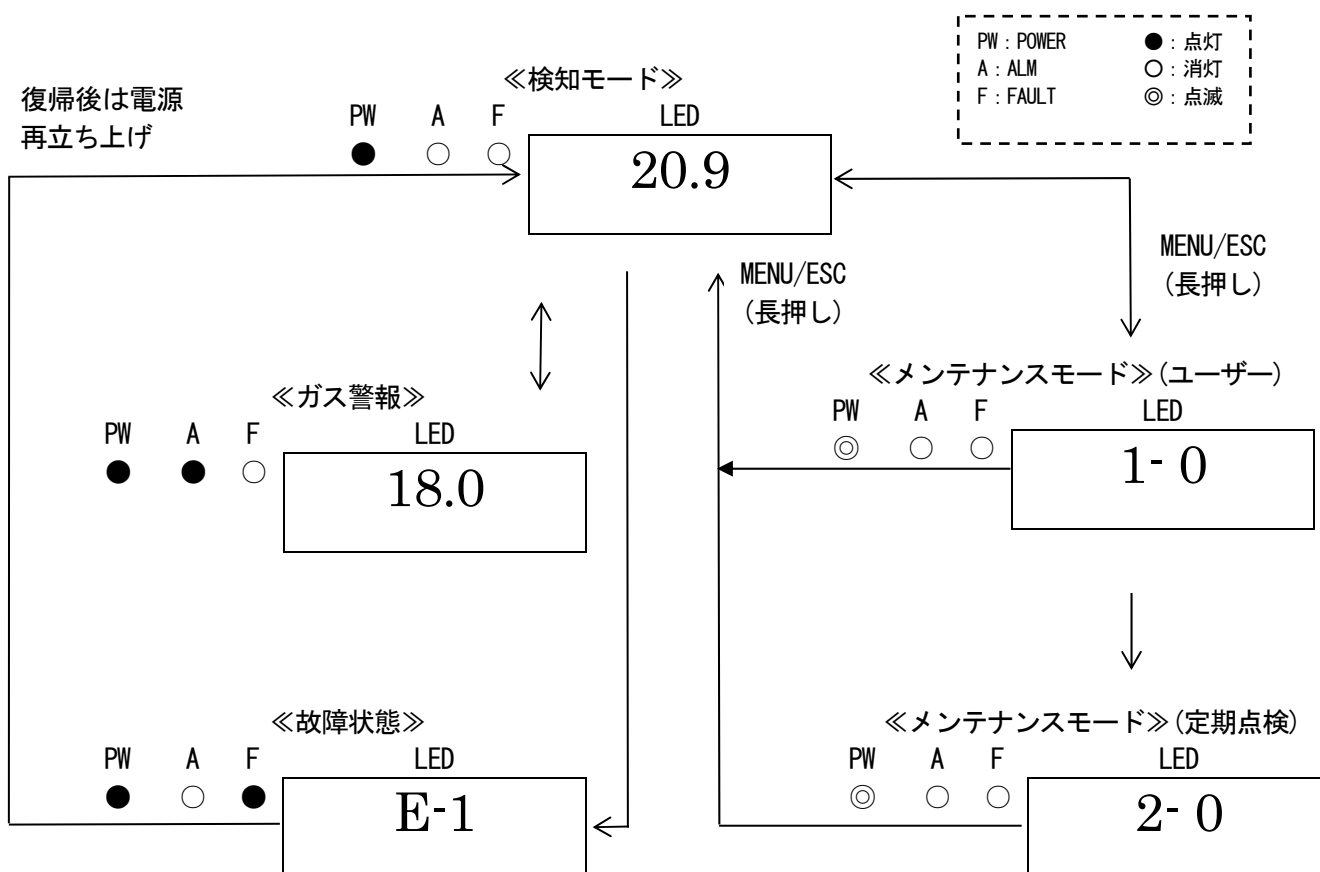 PW：POWER ●：点灯
A：ALM ○：消灯
F：FAULT ◎：点滅
復帰後は電源
再立ち上げ
≪検知モード≫
PW A F LED
● ○ ○
20.9
MENU/ESC
(長押し)
MENU/ESC
(長押し)
≪ガス警報≫
PW A F LED
● ● ○
18.0
≪メンテナンスモード≫(ユーザー)
PW A F LED
◎ ○ ○
1- 0
≪故障状態≫
PW A F LED
● ○ ●
E-1
≪メンテナンスモード≫(定期点検)
PW A F LED
◎ ○ ○
2- 0